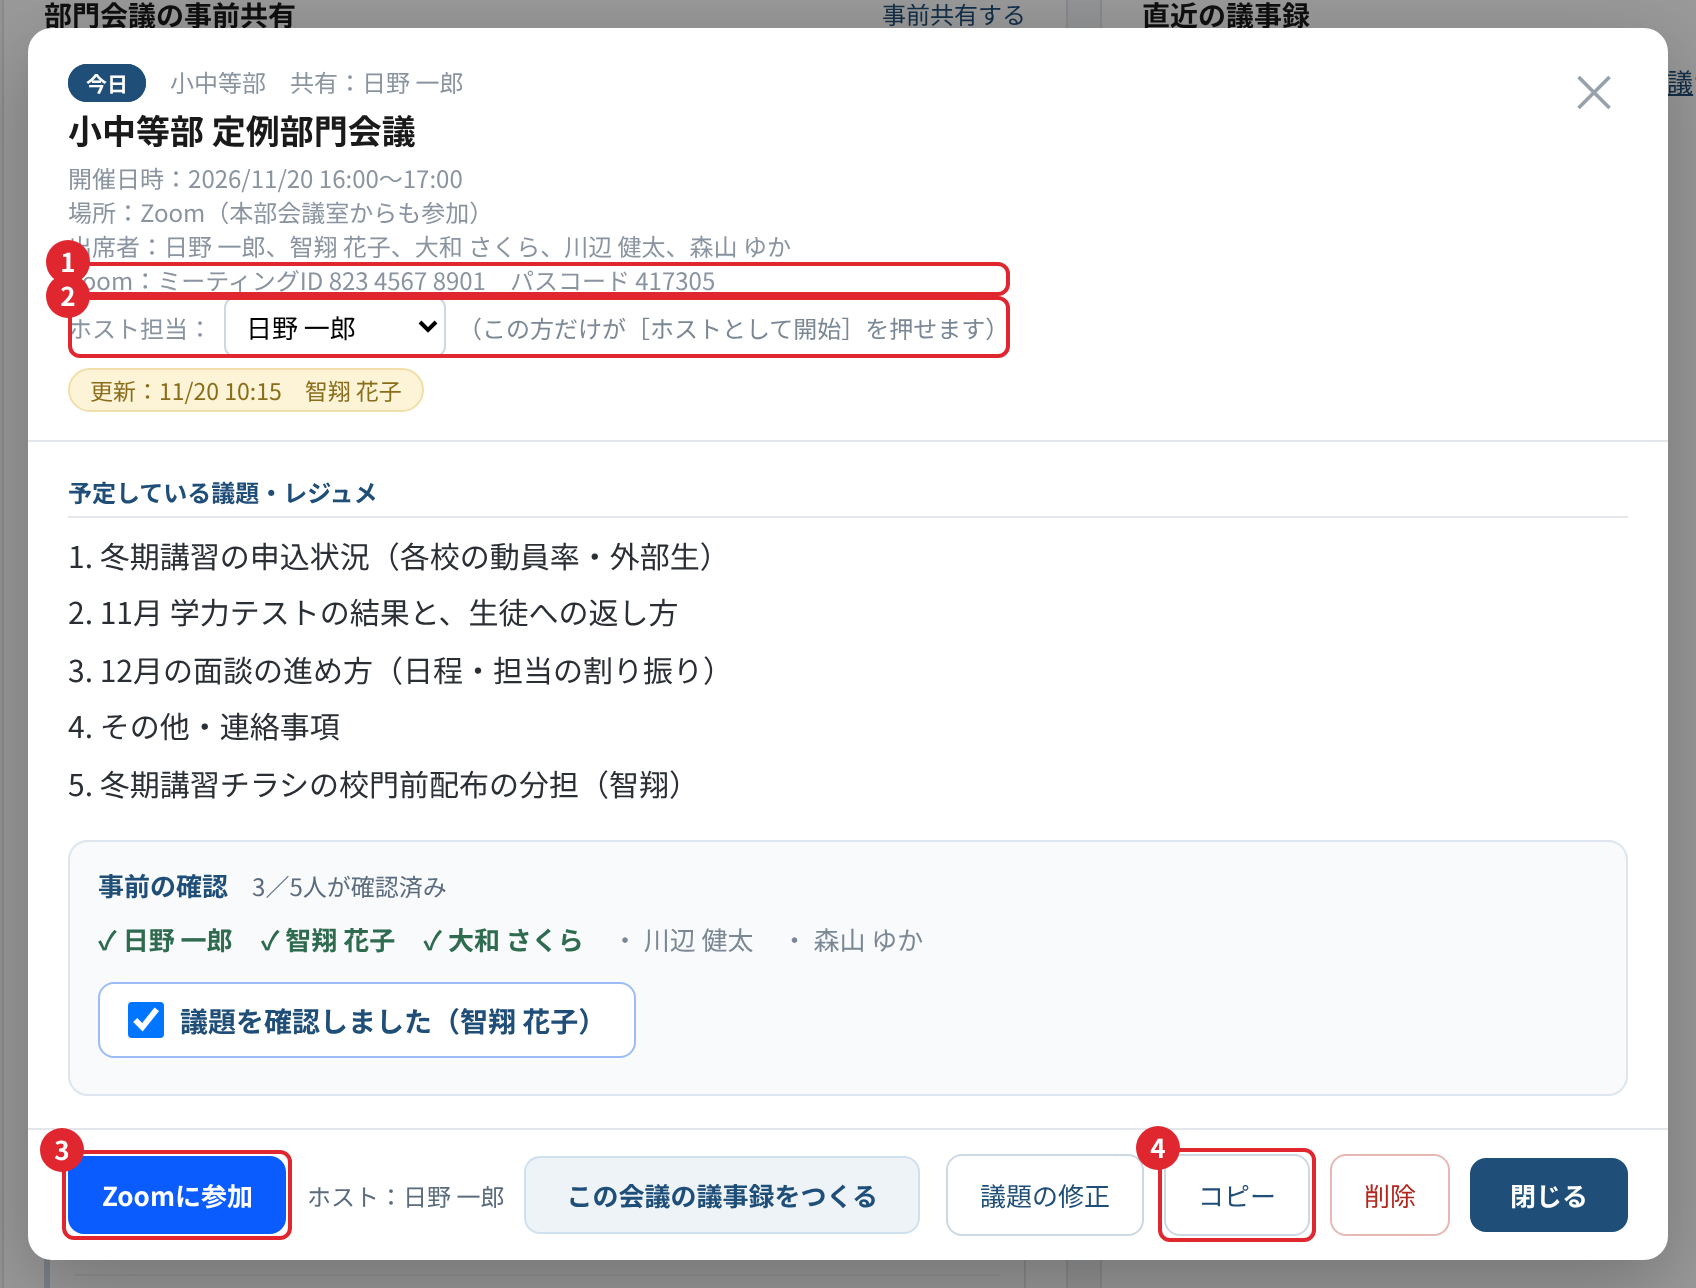 部門会議の事前共有 事前共有する 直近の議事録
議
今日 小中等部 共有：日野 一郎
小中等部 定例部門会議
開催日時：2026/11/20 16:00〜17:00
場所：Zoom（本部会議室からも参加）
出席者：日野 一郎、智翔 花子、大和 さくら、川辺 健太、森山 ゆか
1
Zoom：ミーティングID 823 4567 8901 パスコード 417305
2
ホスト担当： 日野 一郎 （この方だけが［ホストとして開始］を押せます）
更新：11/20 10:15 智翔 花子
予定している議題・レジュメ
1. 冬期講習の申込状況（各校の動員率・外部生）
2. 11月 学力テストの結果と、生徒への返し方
3. 12月の面談の進め方（日程・担当の割り振り）
4. その他・連絡事項
5. 冬期講習チラシの校門前配布の分担（智翔）
事前の確認 3／5人が確認済み
✓ 日野 一郎 ✓ 智翔 花子 ✓ 大和 さくら ・ 川辺 健太 ・ 森山 ゆか
議題を確認しました（智翔 花子）
3 4
Zoomに参加 ホスト：日野 一郎 この会議の議事録をつくる 議題の修正 コピー 削除 閉じる